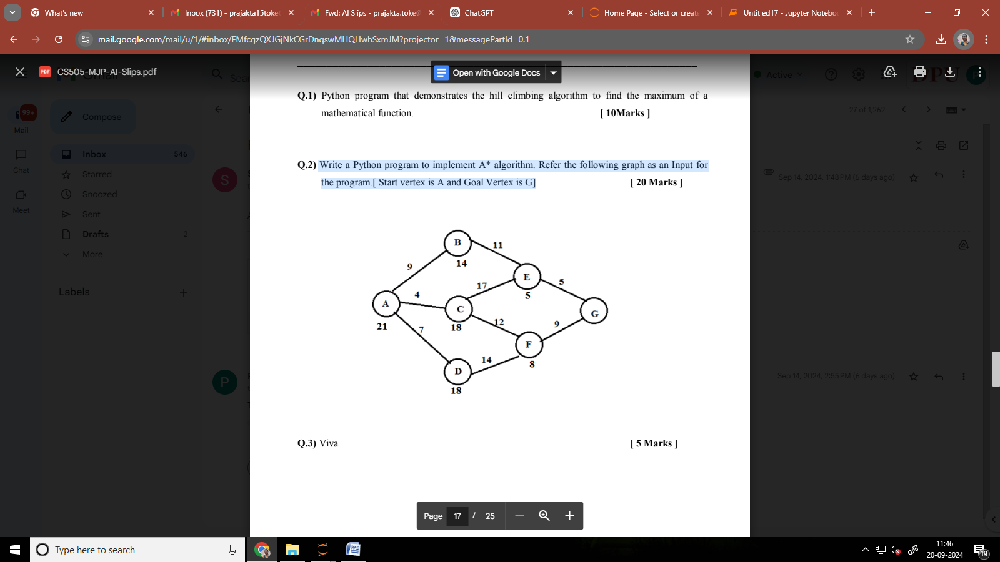 What's new
Inbox (731) - prajakta15toke
Fwd: AI Slips - prajakta.toke@
ChatGPT
Home Page - Select or create
Untitled17 - Jupyter Notebo
mail.google.com/mail/u/1/#inbox/FMfcgzQXJGjNkCGrDnqswMHQHwhSxmJM?projector=1&messagePartId=0.1
PDF
CS505-MJP-AI-Slips.pdf
Open with Google Docs
Active
99+
Mail
Chat
Meet
Compose
Inbox 546
Starred
Snoozed
Sent
Drafts 2
More
Labels
27 of 1,262
S
Sep 14, 2024, 1:48 PM (6 days ago)
P
Sep 14, 2024, 2:55 PM (6 days ago)
Q.1) Python program that demonstrates the hill climbing algorithm to find the maximum of a
mathematical function. [ 10Marks ]
Q.2) Write a Python program to implement A* algorithm. Refer the following graph as an Input for
the program.[ Start vertex is A and Goal Vertex is G] [ 20 Marks ]
B
11
14
9
E
5
17
5
4
A
C
G
21
18
12
9
7
F
14
8
D
18
Q.3) Viva [ 5 Marks ]
Page 17 / 25
Type here to search
11:46
20-09-2024
19